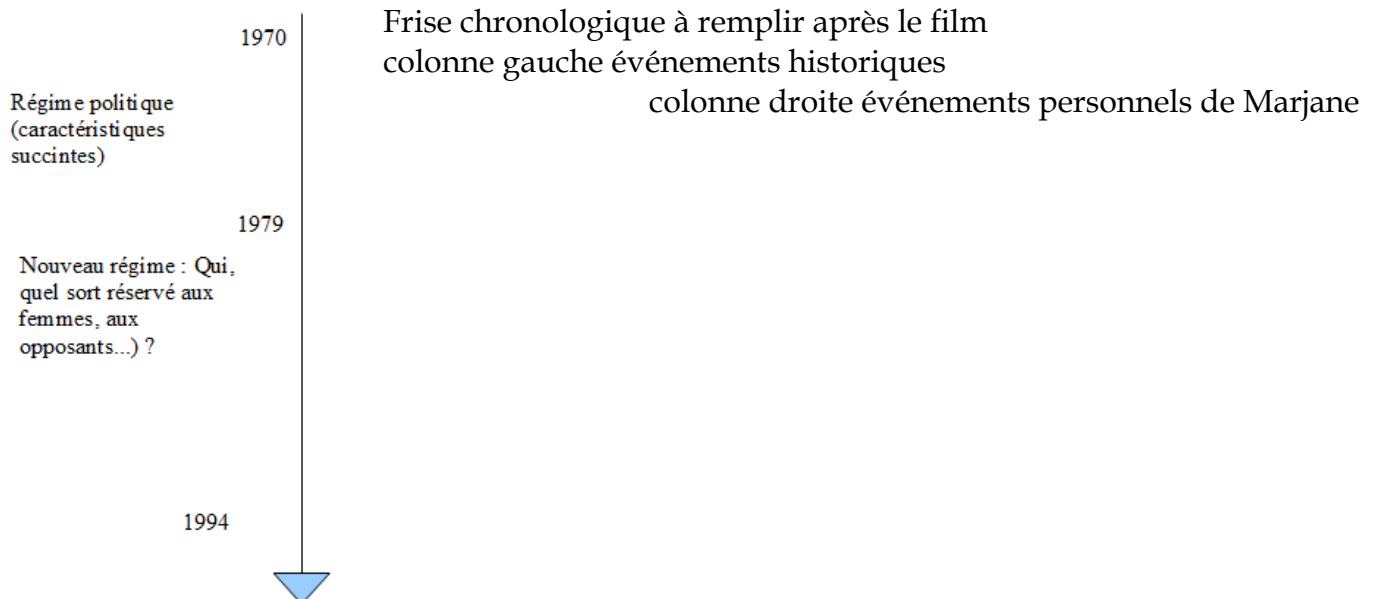 Frise chronologique à remplir après le film
colonne gauche événements historiques
colonne droite événements personnels de Marjane
1970
Régime politique
(caractéristiques
succintes)
1979
Nouveau régime : Qui,
quel sort réservé aux
femmes, aux
opposants...) ?
1994